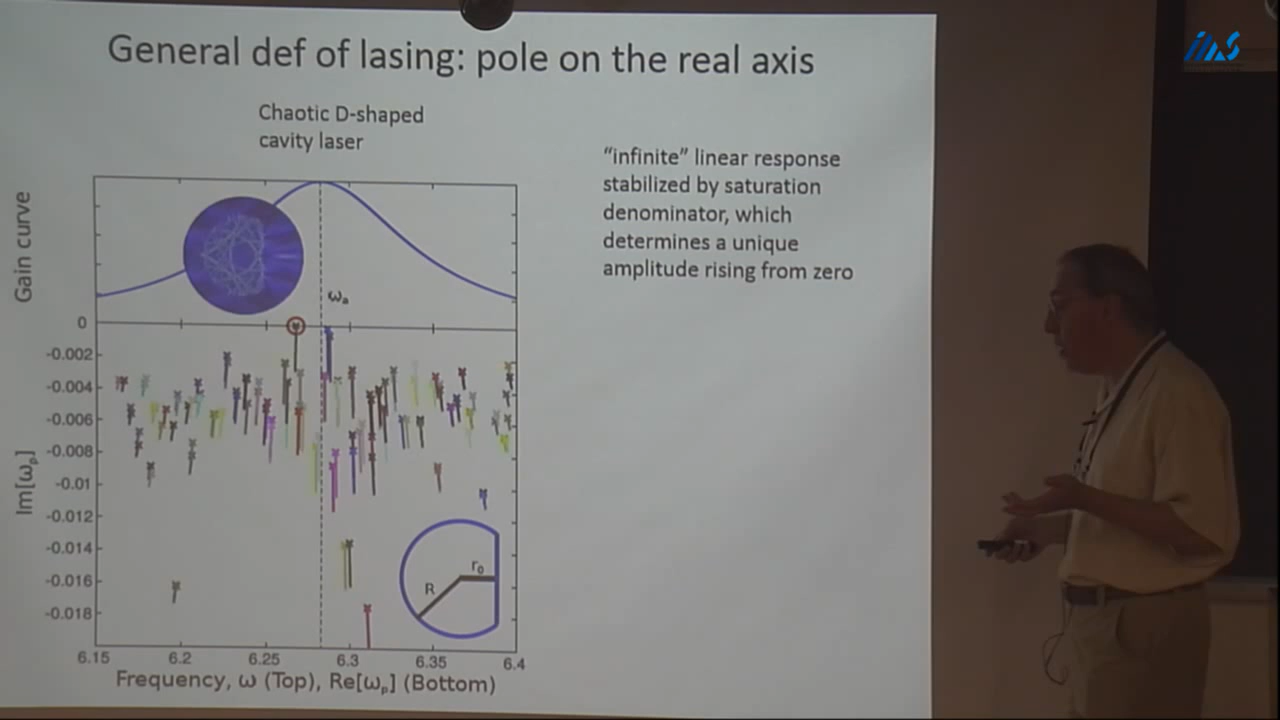 IMS
General def of lasing: pole on the real axis
Chaotic D-shaped
cavity laser
"infinite" linear response
stabilized by saturation
denominator, which
determines a unique
amplitude rising from zero
Gain curve
ωa
0
-0.002
-0.004
-0.006
-0.008
-0.01
-0.012
-0.014
-0.016
-0.018
Im[ωp]
R
r0
6.15 6.2 6.25 6.3 6.35 6.4
Frequency, ω (Top), Re[ωp] (Bottom)